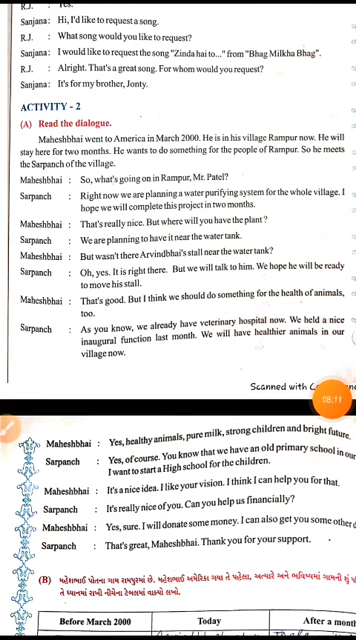 R.J. : Yes.
Sanjana : Hi, I'd like to request a song.
R.J. : What song would you like to request?
Sanjana : I would like to request the song "Zinda hai to..." from "Bhag Milkha Bhag".
R.J. : Alright. That's a great song. For whom would you request?
Sanjana : It's for my brother, Jonty.
ACTIVITY - 2
(A) Read the dialogue.
Maheshbhai went to America in March 2000. He is in his village Rampur now. He will
stay here for two months. He wants to do something for the people of Rampur. So he meets
the Sarpanch of the village.
Maheshbhai : So, what's going on in Rampur, Mr. Patel?
Sarpanch : Right now we are planning a water purifying system for the whole village. I
hope we will complete this project in two months.
Maheshbhai : That's really nice. But where will you have the plant ?
Sarpanch : We are planning to have it near the water tank.
Maheshbhai : But wasn't there Arvindbhai's stall near the water tank?
Sarpanch : Oh, yes. It is right there. But we will talk to him. We hope he will be ready
to move his stall.
Maheshbhai : That's good. But I think we should do something for the health of animals,
too.
Sarpanch : As you know, we already have veterinary hospital now. We held a nice
inaugural function last month. We will have healthier animals in our
village now.
Scanned with
08:11
Maheshbhai : Yes, healthy animals, pure milk, strong children and bright future.
Sarpanch : Yes, of course. You know that we have an old primary school in our
I want to start a High school for the children.
Maheshbhai : It's a nice idea. I like your vision. I think I can help you for that.
Sarpanch : It's really nice of you. Can you help us financially?
Maheshbhai : Yes, sure. I will donate some money. I can also get you some other
Sarpanch : That's great, Maheshbhai. Thank you for your support.
(B) મહેશભાઈ પોતાના ગામ રામપુરમાં છે. મહેશભાઈ અમેરિકા ગયા તે પહેલા, અત્યારે અને ભવિષ્યમાં ગામની શું
તે ધ્યાનમાં રાખી નીચેના ટેબલમાં વાક્યો લખો.
Before March 2000 Today After a month